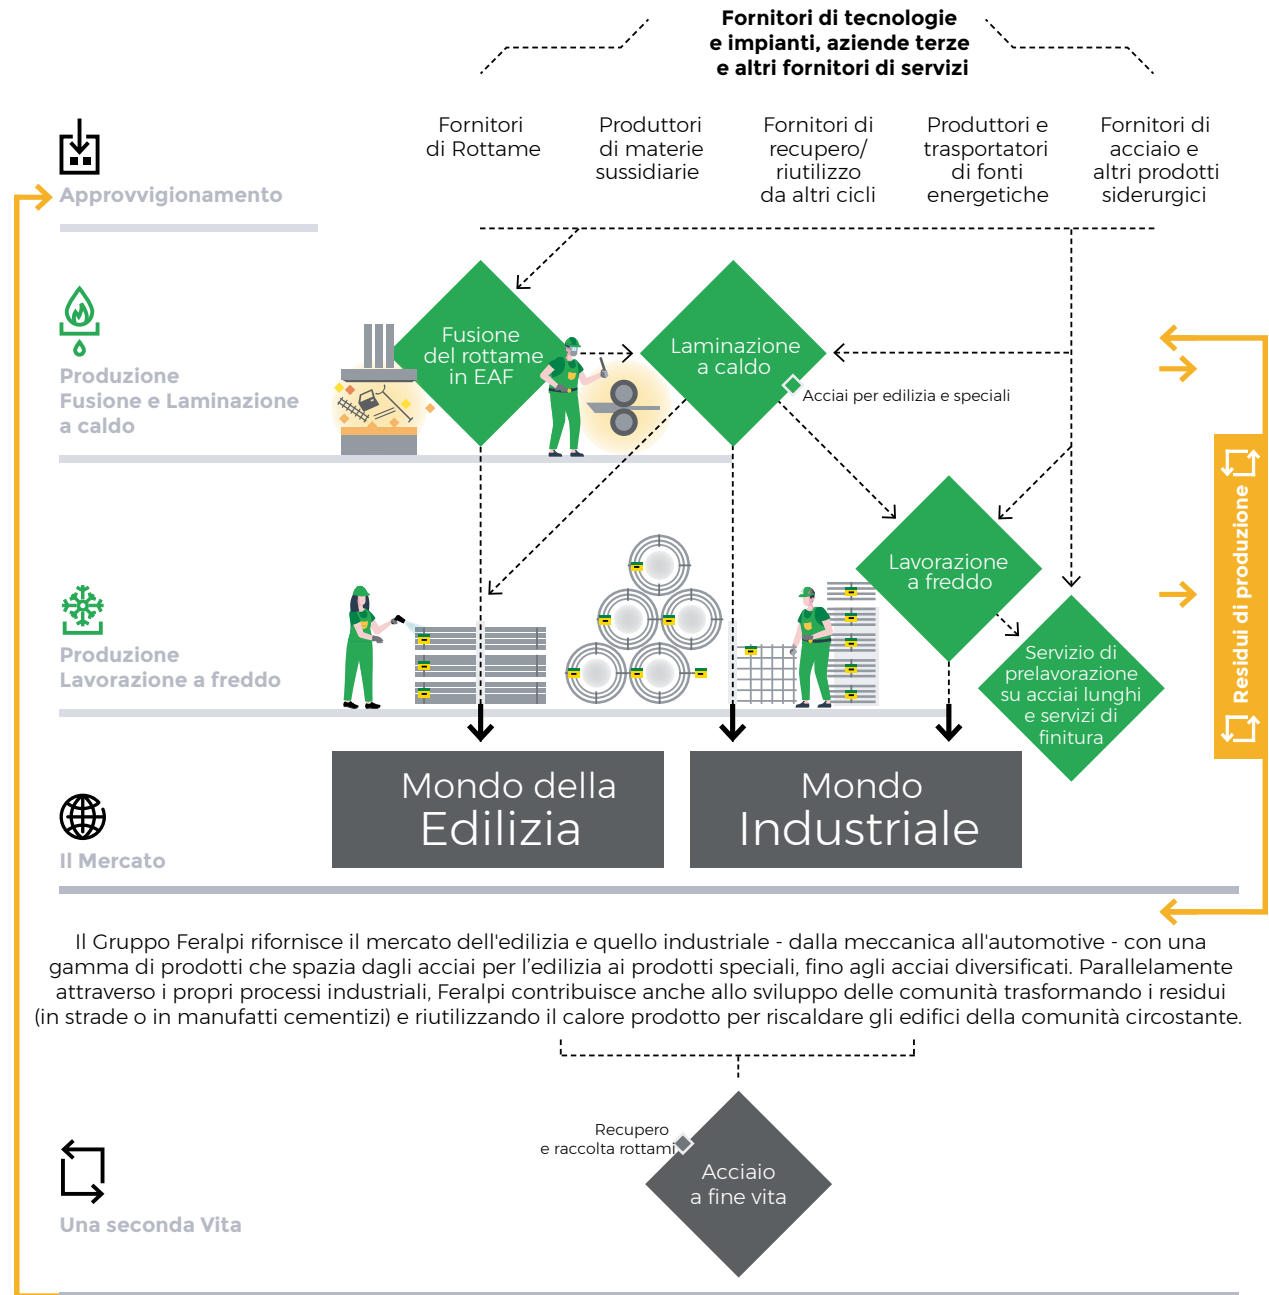 Fornitori di tecnologie
e impianti, aziende terze
e altri fornitori di servizi
Fornitori
di Rottame
Produttori
di materie
sussidiarie
Fornitori di
recupero/
riutilizzo
da altri cicli
Produttori e
trasportatori
di fonti
energetiche
Fornitori di
acciaio e
altri prodotti
siderurgici
Approvvigionamento
Fusione
del rottame
in EAF
Laminazione
a caldo
Acciai per edilizia e speciali
Produzione
Fusione e Laminazione
a caldo
Residui di produzione
Lavorazione
a freddo
Produzione
Lavorazione a freddo
Servizio di
prelavorazione
su acciai lunghi
e servizi di
finitura
Mondo della
Edilizia
Mondo
Industriale
Il Mercato
Il Gruppo Feralpi rifornisce il mercato dell'edilizia e quello industriale - dalla meccanica all'automotive - con una
gamma di prodotti che spazia dagli acciai per l’edilizia ai prodotti speciali, fino agli acciai diversificati. Parallelamente
attraverso i propri processi industriali, Feralpi contribuisce anche allo sviluppo delle comunità trasformando i residui
(in strade o in manufatti cementizi) e riutilizzando il calore prodotto per riscaldare gli edifici della comunità circostante.
Recupero
e raccolta rottami
Acciaio
a fine vita
Una seconda Vita